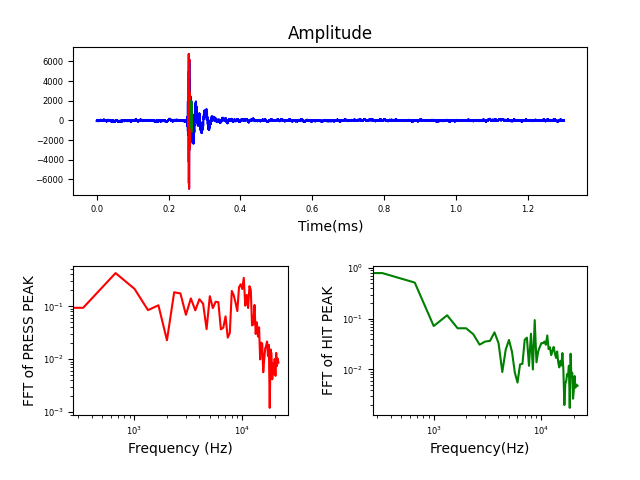 Amplitude
6000
4000
2000
0
−2000
−4000
−6000
0.0 0.2 0.4 0.6 0.8 1.0 1.2
Time(ms)
FFT of PRESS PEAK
10⁻¹
10⁻²
10⁻³
10³ 10⁴
Frequency (Hz)
FFT of HIT PEAK
10⁰
10⁻¹
10⁻²
10³ 10⁴
Frequency(Hz)